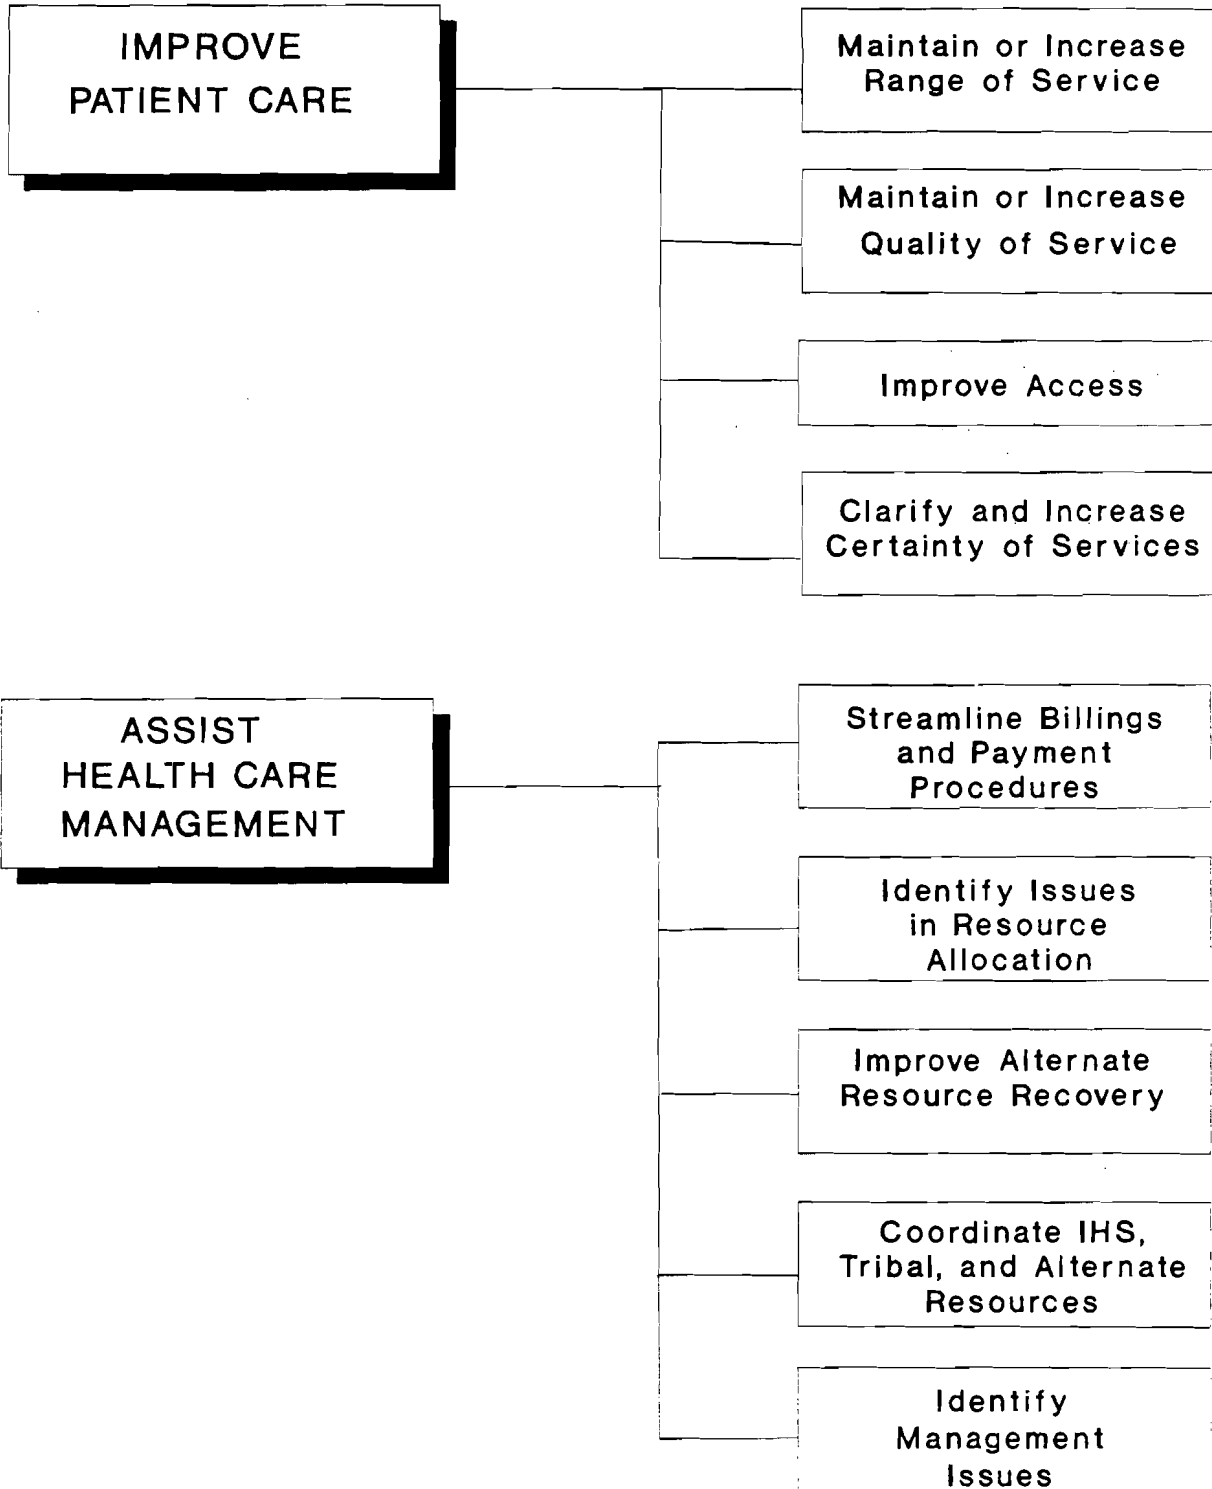 IMPROVE
PATIENT CARE
Maintain or Increase
Range of Service
Maintain or Increase
Quality of Service
Improve Access
Clarify and Increase
Certainty of Services
ASSIST
HEALTH CARE
MANAGEMENT
Streamline Billings
and Payment
Procedures
Identify Issues
in Resource
Allocation
Improve Alternate
Resource Recovery
Coordinate IHS,
Tribal, and Alternate
Resources
Identify
Management
Issues